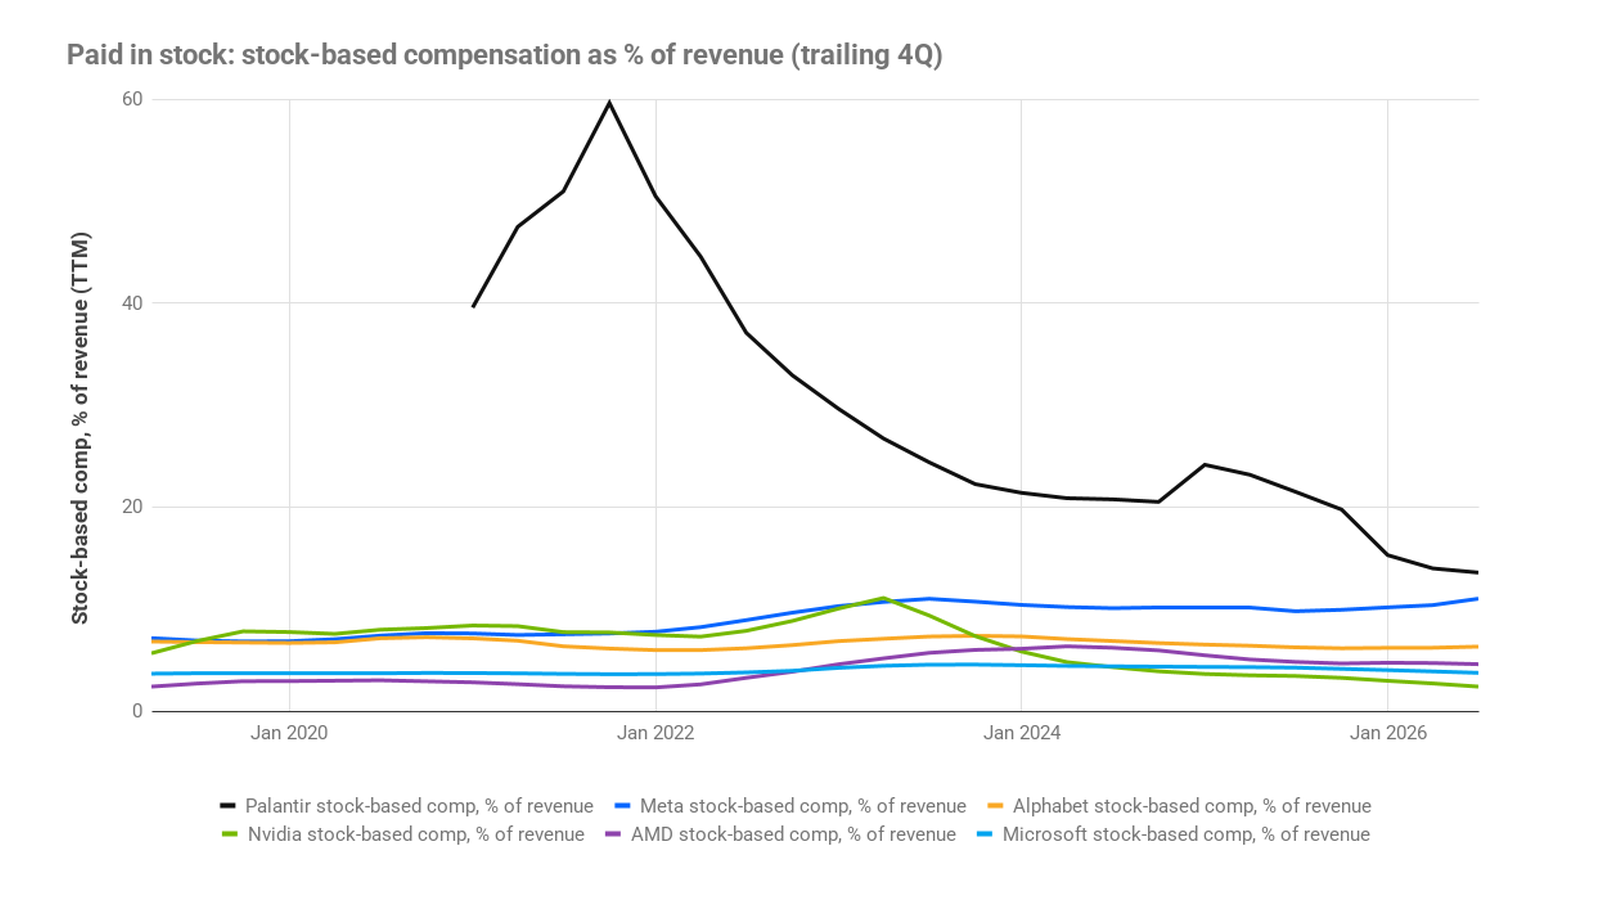 Paid in stock: stock-based compensation as % of revenue (trailing 4Q)
Stock-based comp, % of revenue (TTM)
60
40
20
0
Jan 2020
Jan 2022
Jan 2024
Jan 2026
Palantir stock-based comp, % of revenue
Meta stock-based comp, % of revenue
Alphabet stock-based comp, % of revenue
Nvidia stock-based comp, % of revenue
AMD stock-based comp, % of revenue
Microsoft stock-based comp, % of revenue